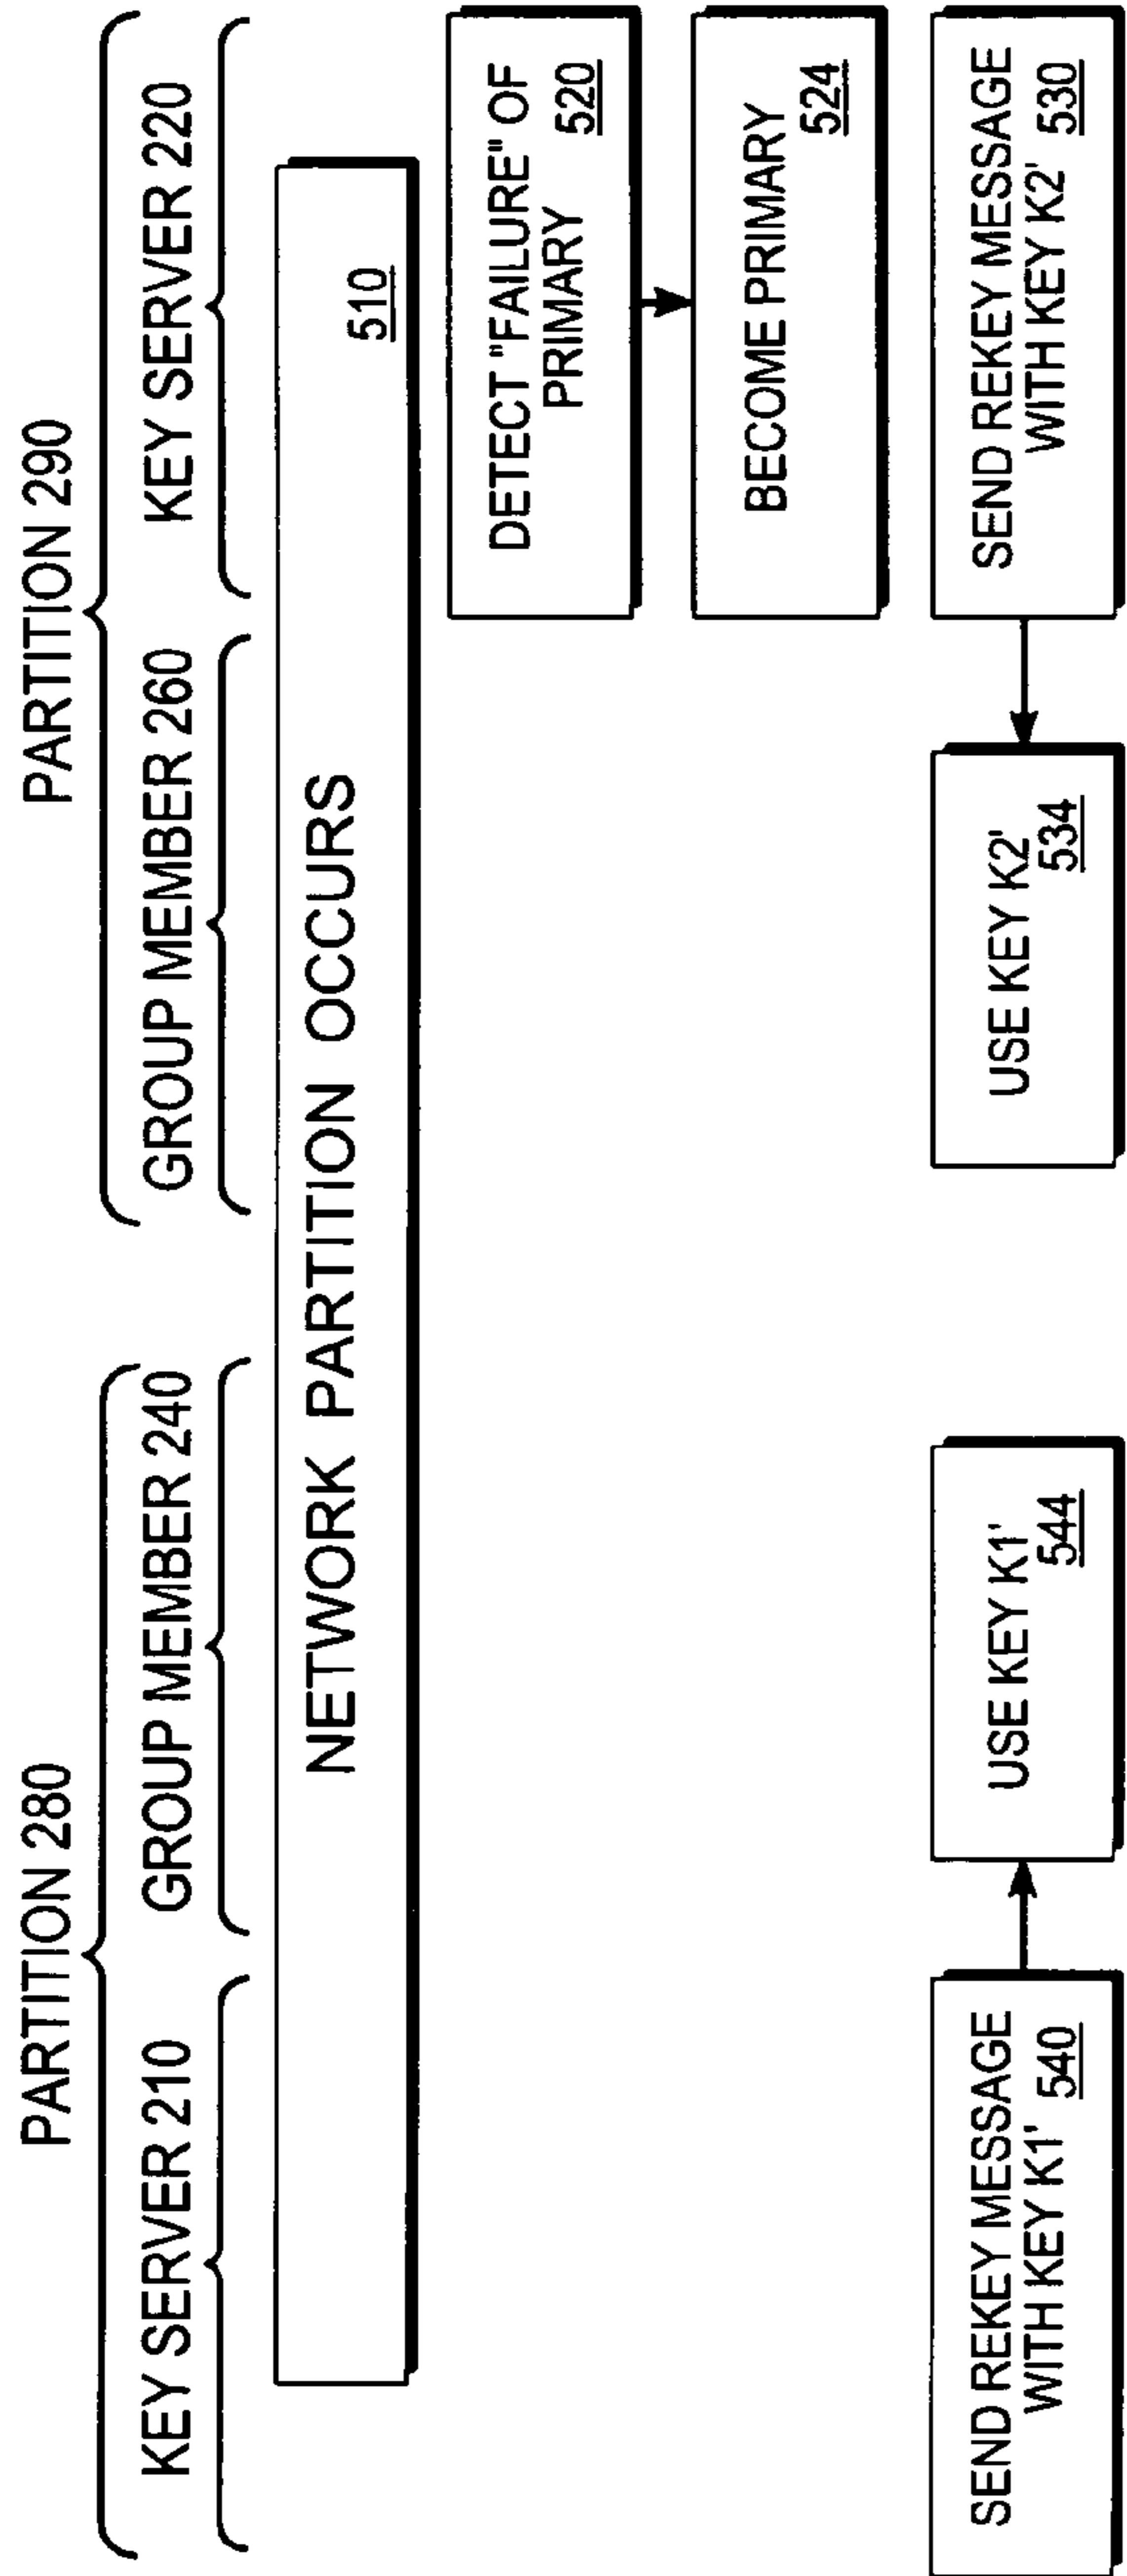 PARTITION 280
PARTITION 290
KEY SERVER 210
GROUP MEMBER 240
GROUP MEMBER 260
KEY SERVER 220
NETWORK PARTITION OCCURS
510
DETECT "FAILURE" OF
PRIMARY
520
BECOME PRIMARY
524
SEND REKEY MESSAGE
WITH KEY K1' 540
USE KEY K1'
544
USE KEY K2'
534
SEND REKEY MESSAGE
WITH KEY K2' 530